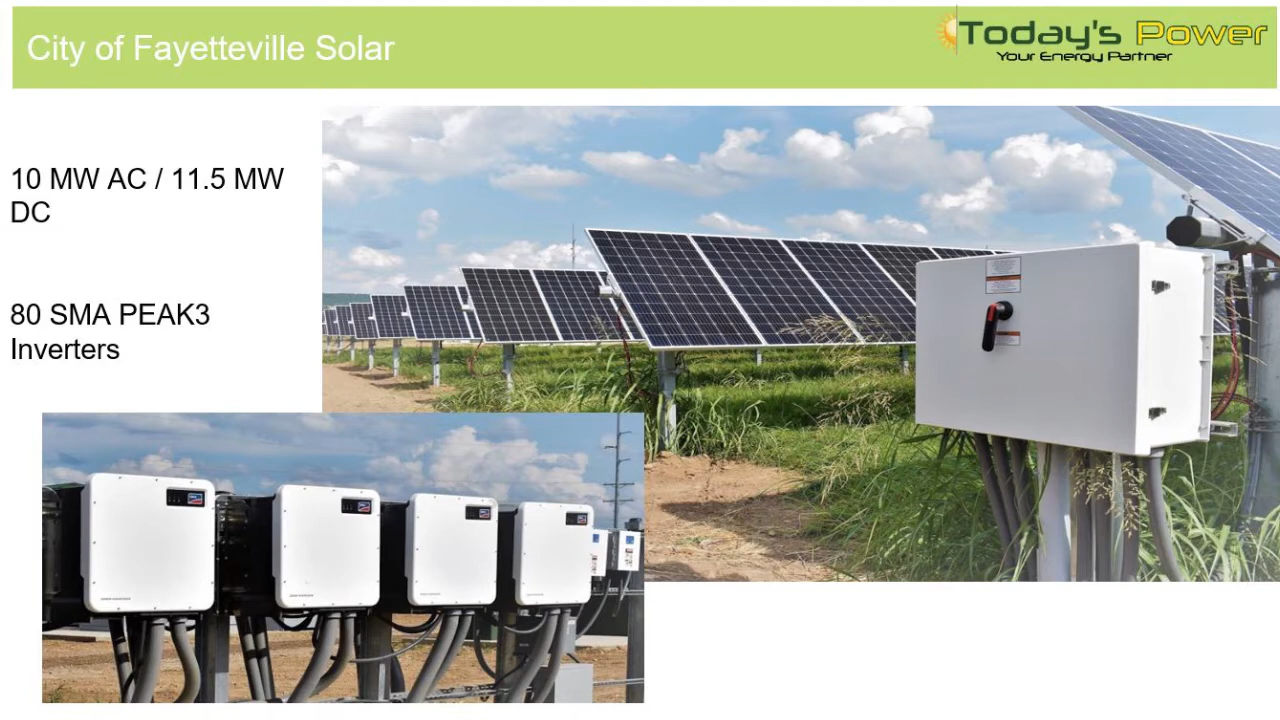 City of Fayetteville Solar
Today's Power
Your Energy Partner
10 MW AC / 11.5 MW
DC
80 SMA PEAK3
Inverters